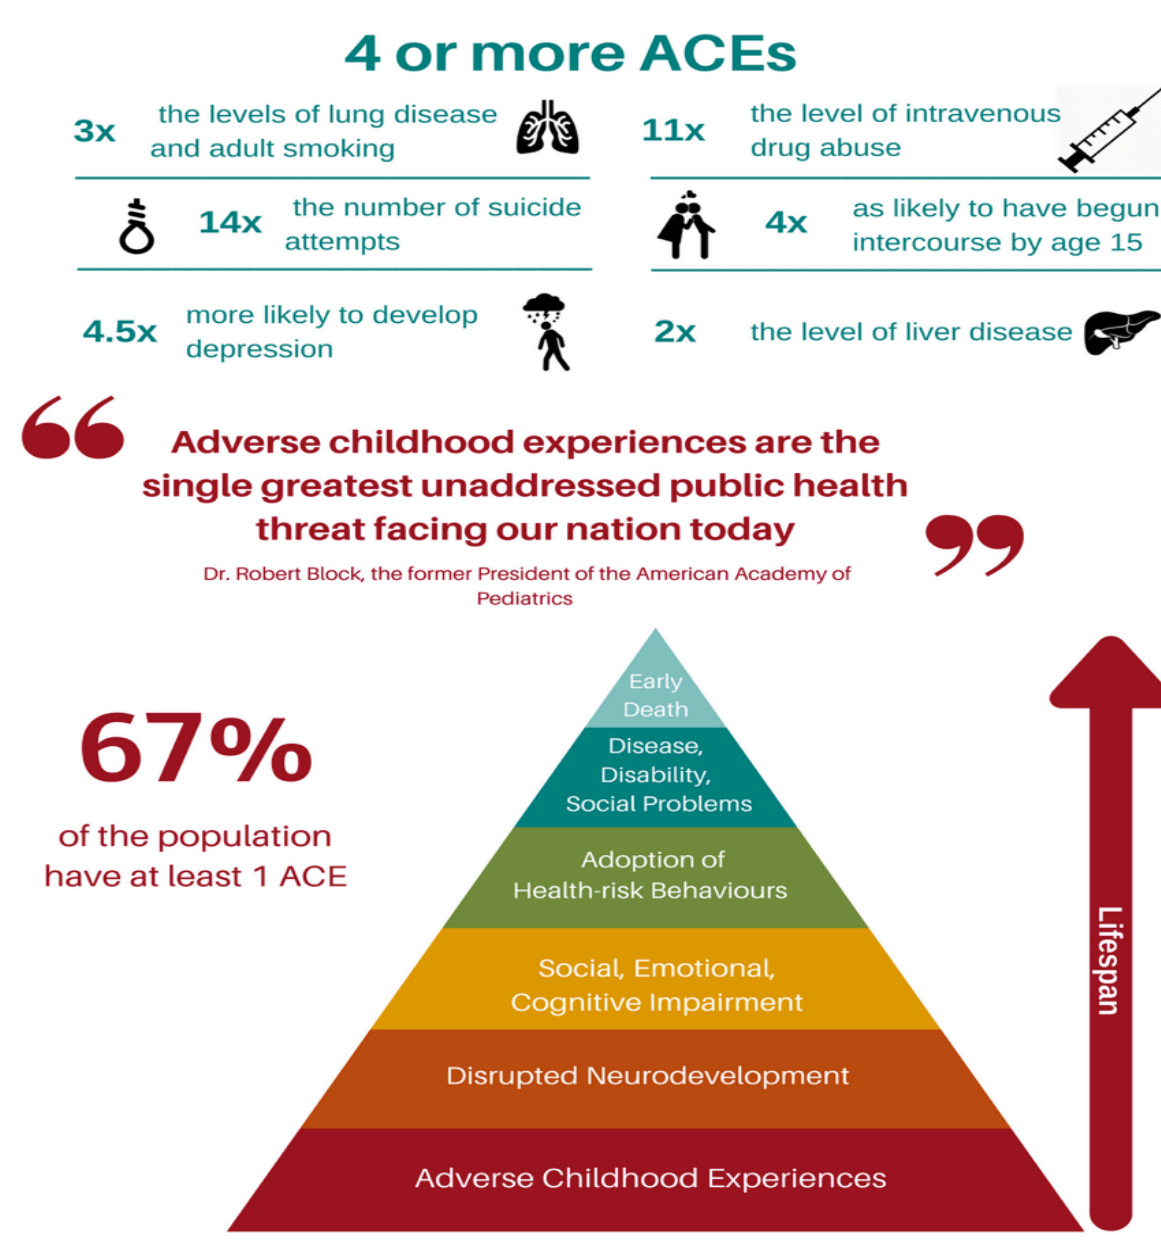 4 or more ACEs
3x
the levels of lung disease
and adult smoking
11x
the level of intravenous
drug abuse
14x
the number of suicide
attempts
4x
as likely to have begun
intercourse by age 15
4.5x
more likely to develop
depression
2x
the level of liver disease
“
Adverse childhood experiences are the
single greatest unaddressed public health
threat facing our nation today
”
Dr. Robert Block, the former President of the American Academy of
Pediatrics
67%
of the population
have at least 1 ACE
Early
Death
Disease,
Disability,
Social Problems
Adoption of
Health-risk Behaviours
Social, Emotional,
Cognitive Impairment
Disrupted Neurodevelopment
Adverse Childhood Experiences
Lifespan